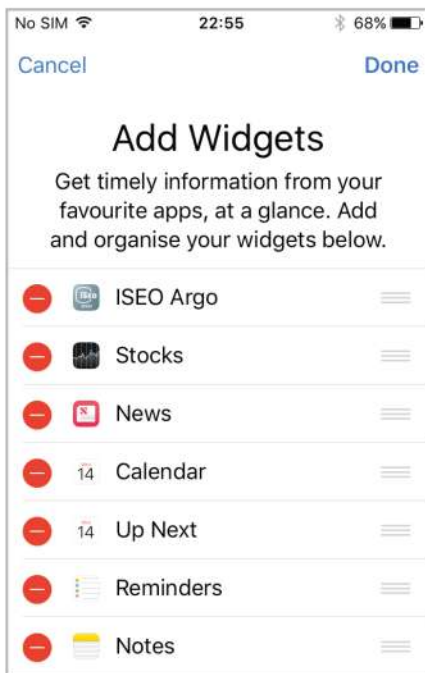 No SIM 22:55 68%
Cancel Done
Add Widgets
Get timely information from your
favourite apps, at a glance. Add
and organise your widgets below.
ISEO Argo
Stocks
News
14 Calendar
14 Up Next
Reminders
Notes